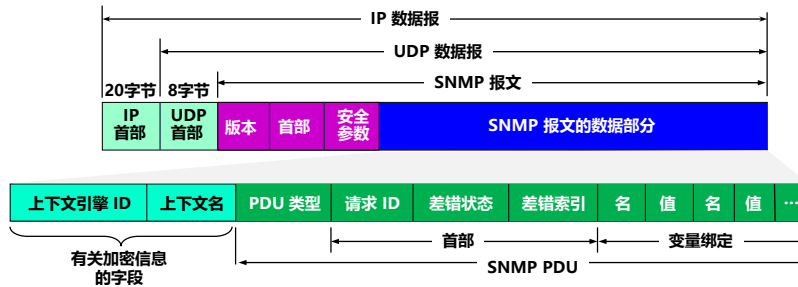 IP 数据报
UDP 数据报
20字节 8字节 SNMP 报文
IP 首部 UDP 首部 版本 首部 安全参数 SNMP 报文的数据部分
上下文引擎 ID 上下文名 PDU 类型 请求 ID 差错状态 差错索引 名 值 名 值 …
首部 变量绑定
有关加密信息
的字段
SNMP PDU